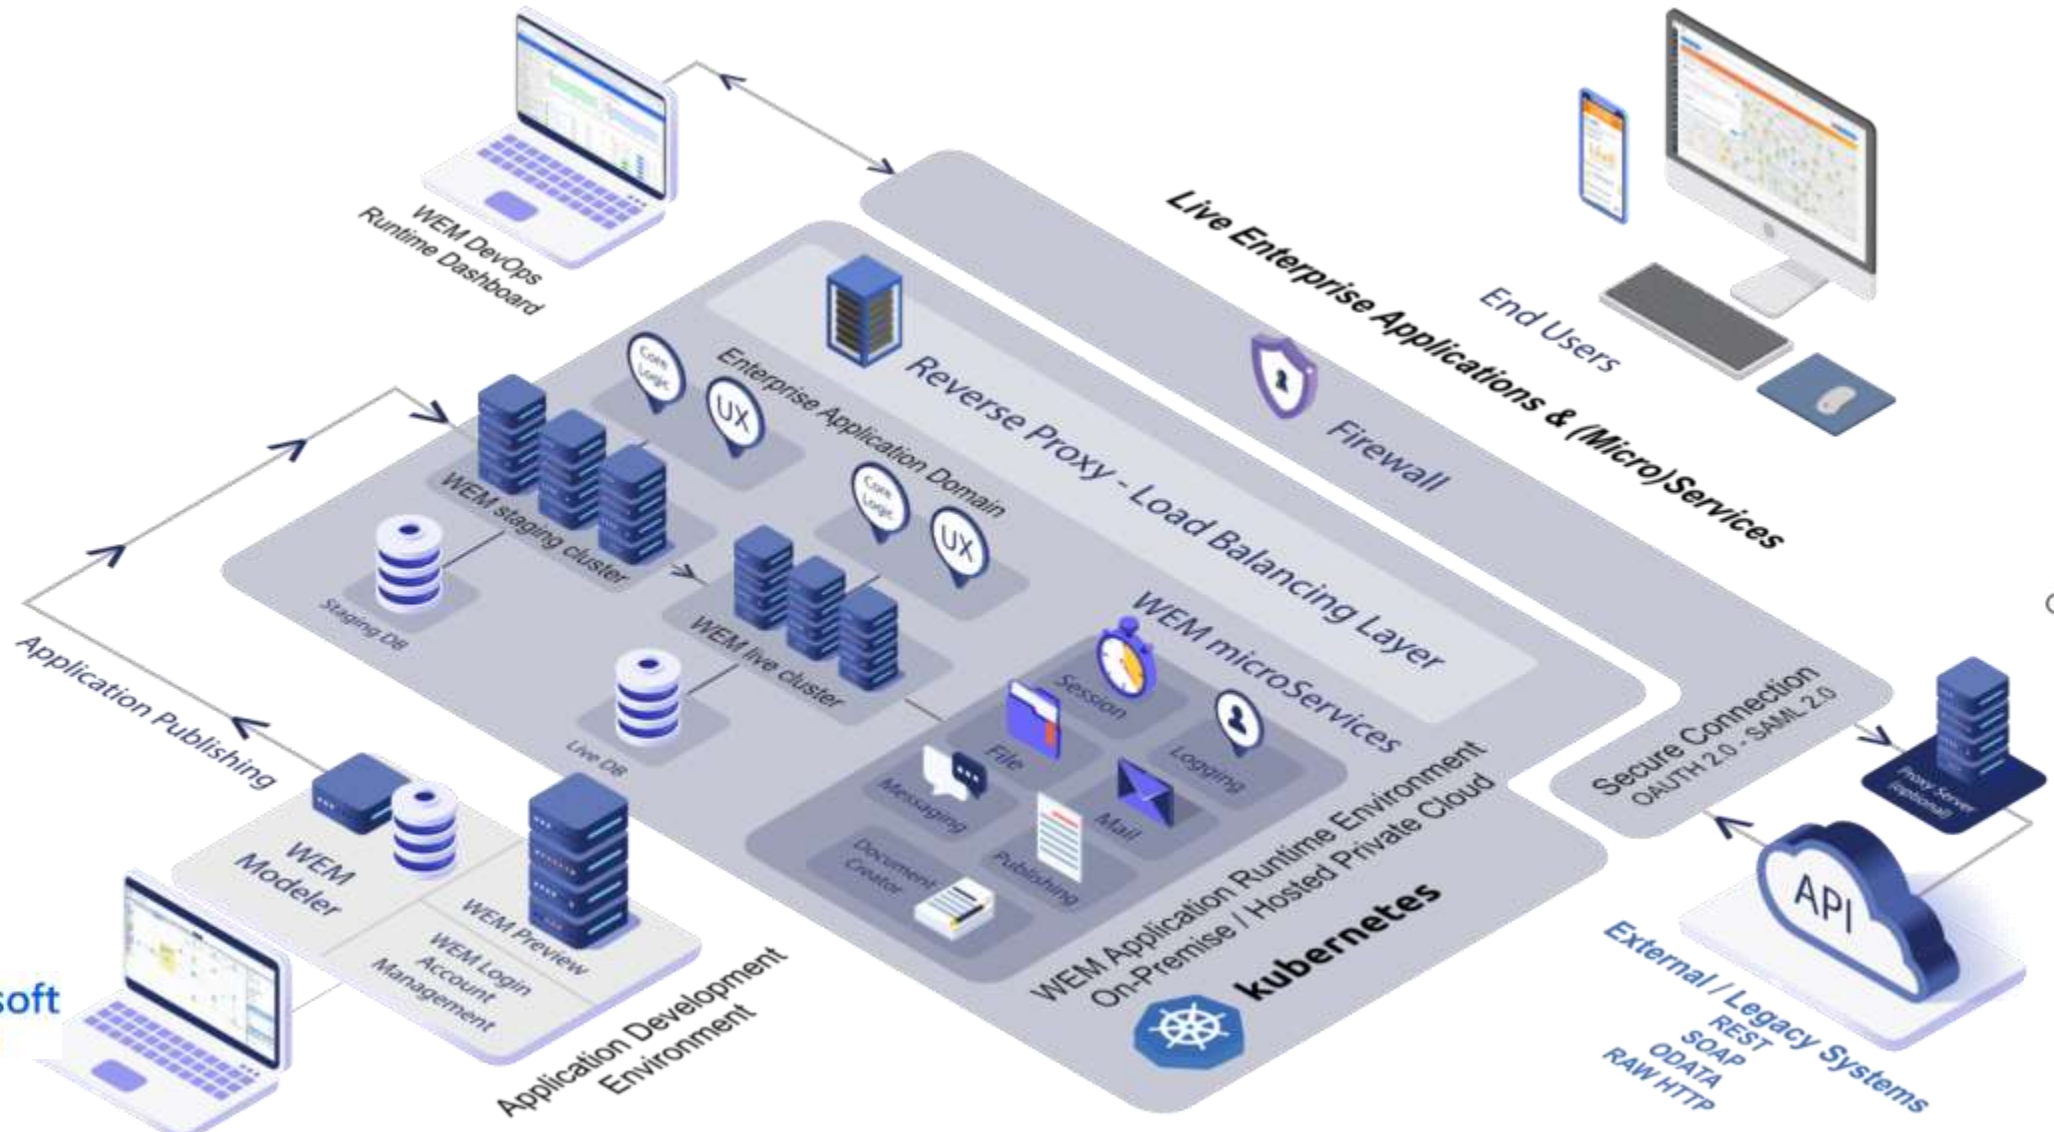 WEM DevOps
Runtime Dashboard
Live Enterprise Applications & (Micro)Services
End Users
Firewall
Reverse Proxy - Load Balancing Layer
Enterprise Application Domain
Core
Logic
UX
Core
Logic
UX
WEM staging cluster
Staging DB
WEM live cluster
Live DB
WEM microServices
Session
Logging
File
Mail
Messaging
Publishing
Document
Creator
WEM Application Runtime Environment
On-Premise / Hosted Private Cloud
kubernetes
Secure Connection
OAUTH 2.0 - SAML 2.0
Proxy Server
(optional)
API
External / Legacy Systems
REST
SOAP
ODATA
RAW HTTP
Application Publishing
WEM
Modeler
WEM Preview
WEM Login
Account
Management
Application Development
Environment
soft